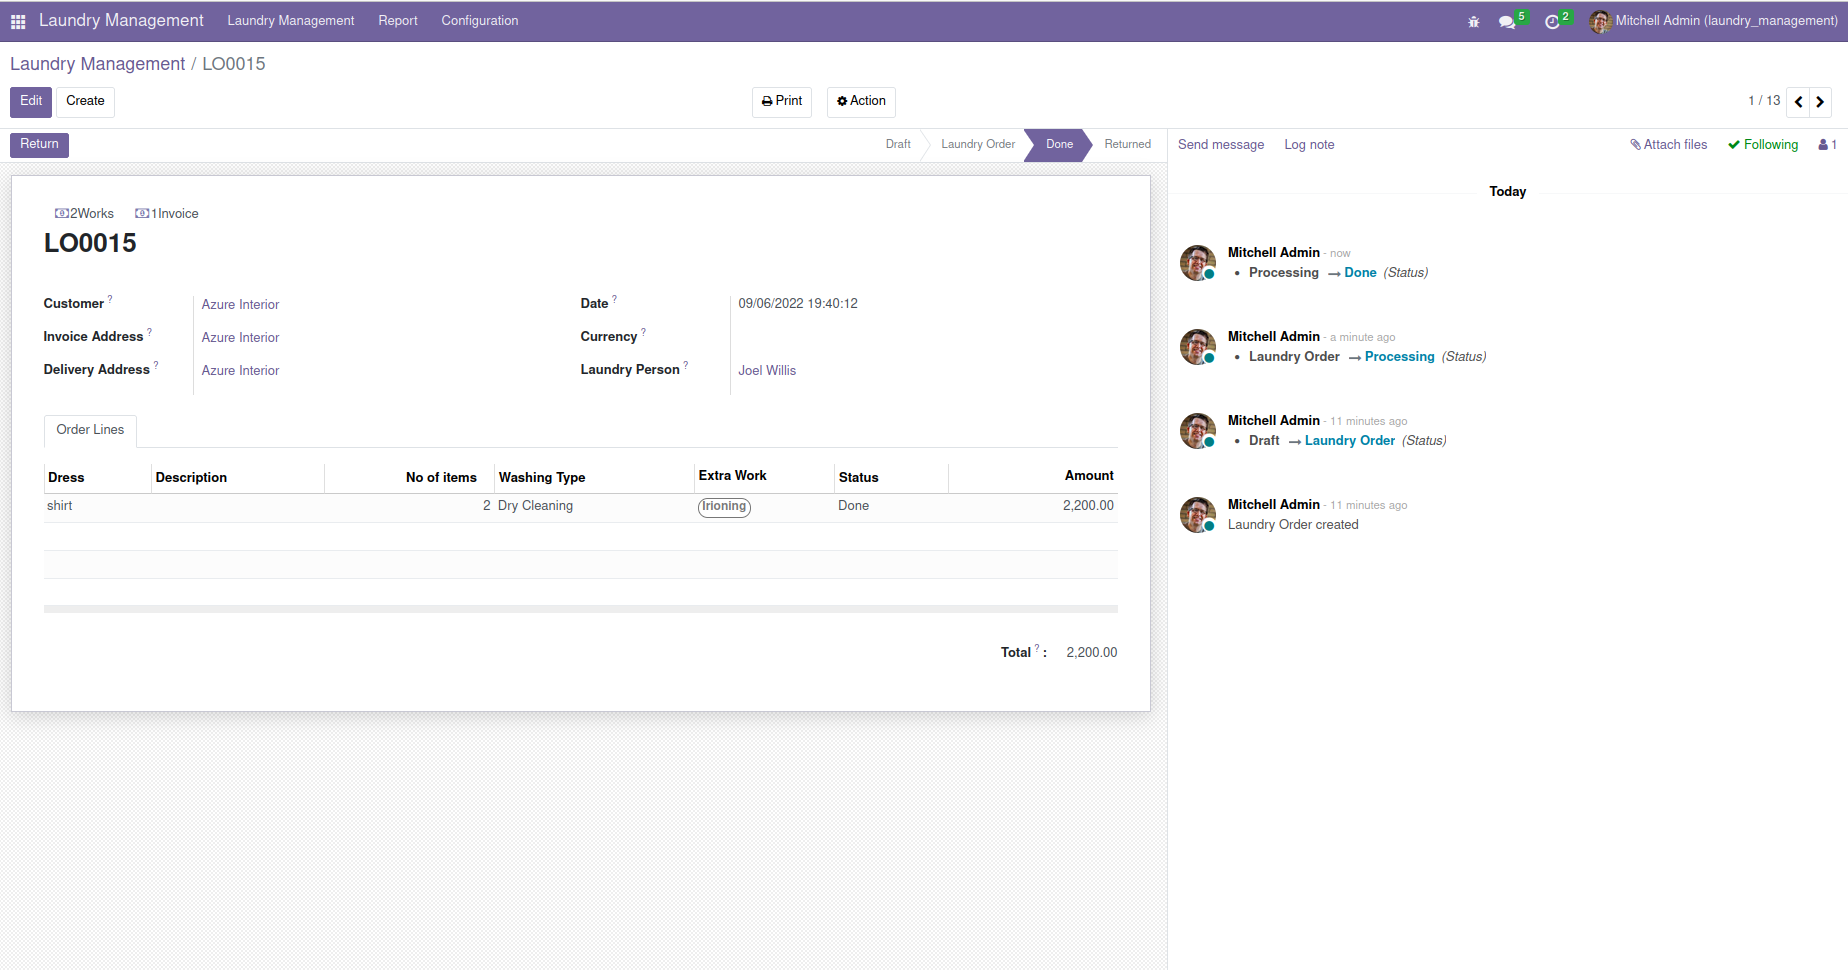 Laundry Management Laundry Management Report Configuration 5 2 Mitchell Admin (laundry_management)
Laundry Management / LO0015
Edit Create Print Action 1 / 13
Return Draft Laundry Order Done Returned Send message Log note Attach files Following 1
Today
2Works 1Invoice
LO0015
Customer ? Azure Interior Date ? 09/06/2022 19:40:12
Invoice Address ? Azure Interior Currency ?
Delivery Address ? Azure Interior Laundry Person ? Joel Willis
Order Lines
Dress Description No of items Washing Type Extra Work Status Amount
shirt 2 Dry Cleaning Irioning Done 2,200.00
Total ? : 2,200.00
Mitchell Admin - now
• Processing → Done (Status)
Mitchell Admin - a minute ago
• Laundry Order → Processing (Status)
Mitchell Admin - 11 minutes ago
• Draft → Laundry Order (Status)
Mitchell Admin - 11 minutes ago
Laundry Order created